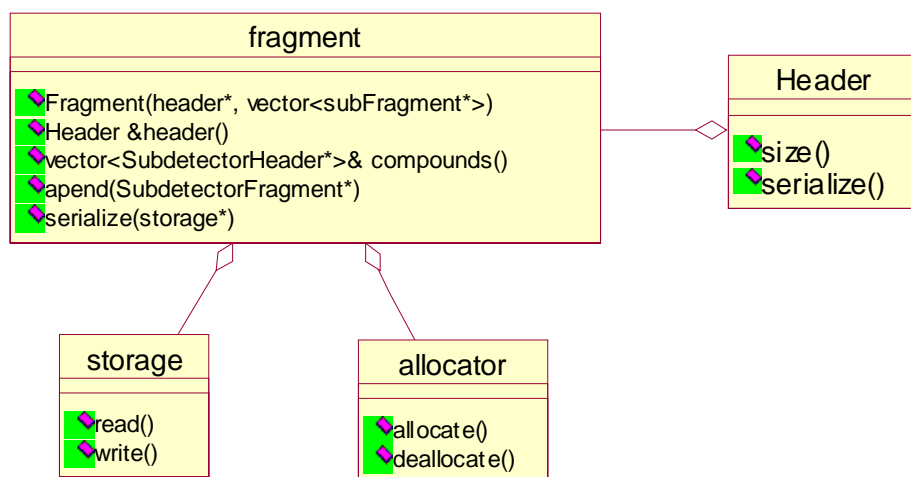 fragment
Fragment(header*, vector<subFragment*>)
Header &header()
vector<SubdetectorHeader*>& compounds()
apend(SubdetectorFragment*)
serialize(storage*)
Header
size()
serialize()
storage
read()
write()
allocator
allocate()
deallocate()